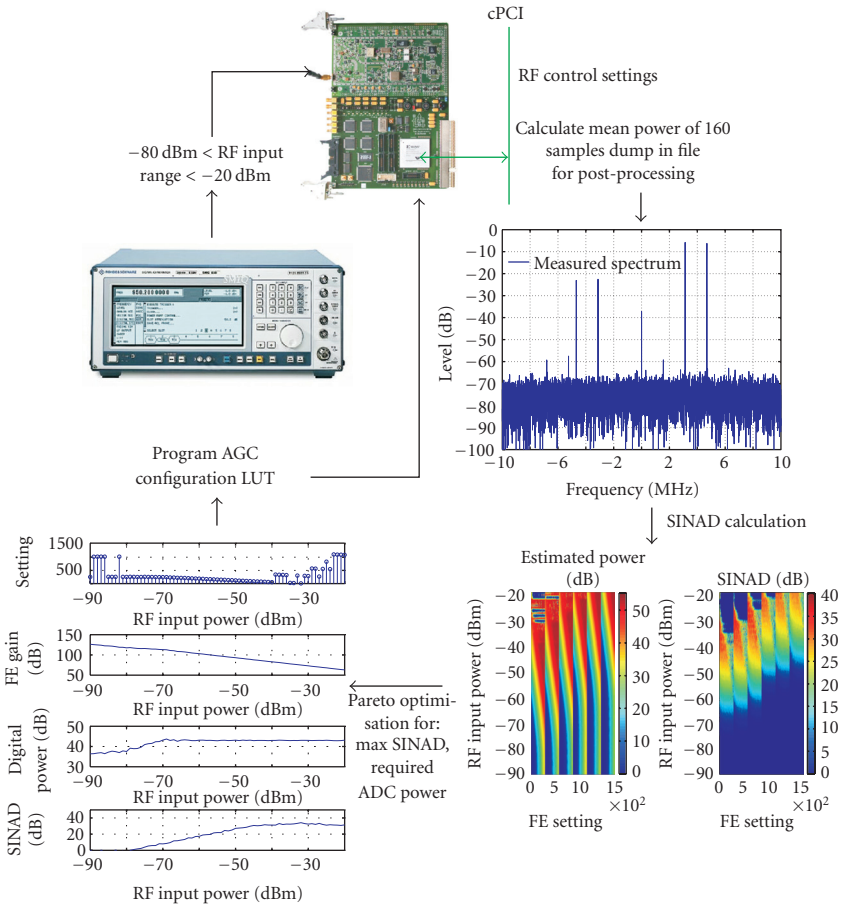 cPCI
RF control settings
Calculate mean power of 160
samples dump in file
for post-processing
−80 dBm < RF input
range < −20 dBm
0
−10
−20
−30
−40
−50
−60
−70
−80
−90
−100
Level (dB)
Measured spectrum
−10
−6
−2
2
6
10
Frequency (MHz)
SINAD calculation
Program AGC
configuration LUT
Setting
1500
500
−90
−70
−50
−30
RF input power (dBm)
FE gain
(dB)
150
100
50
−90
−70
−50
−30
RF input power (dBm)
Digital
power (dB)
50
40
30
−90
−70
−50
−30
RF input power (dBm)
SINAD
(dB)
40
20
0
−90
−70
−50
−30
RF input power (dBm)
Pareto optimi-
sation for:
max SINAD,
required
ADC power
Estimated power
(dB)
RF input power (dBm)
−20
−30
−40
−50
−60
−70
−80
−90
0
5
10
15
×10²
FE setting
50
40
30
20
10
0
SINAD (dB)
RF input power (dBm)
−20
−30
−40
−50
−60
−70
−80
−90
0
5
10
15
×10²
FE setting
40
35
30
25
20
15
10
5
0